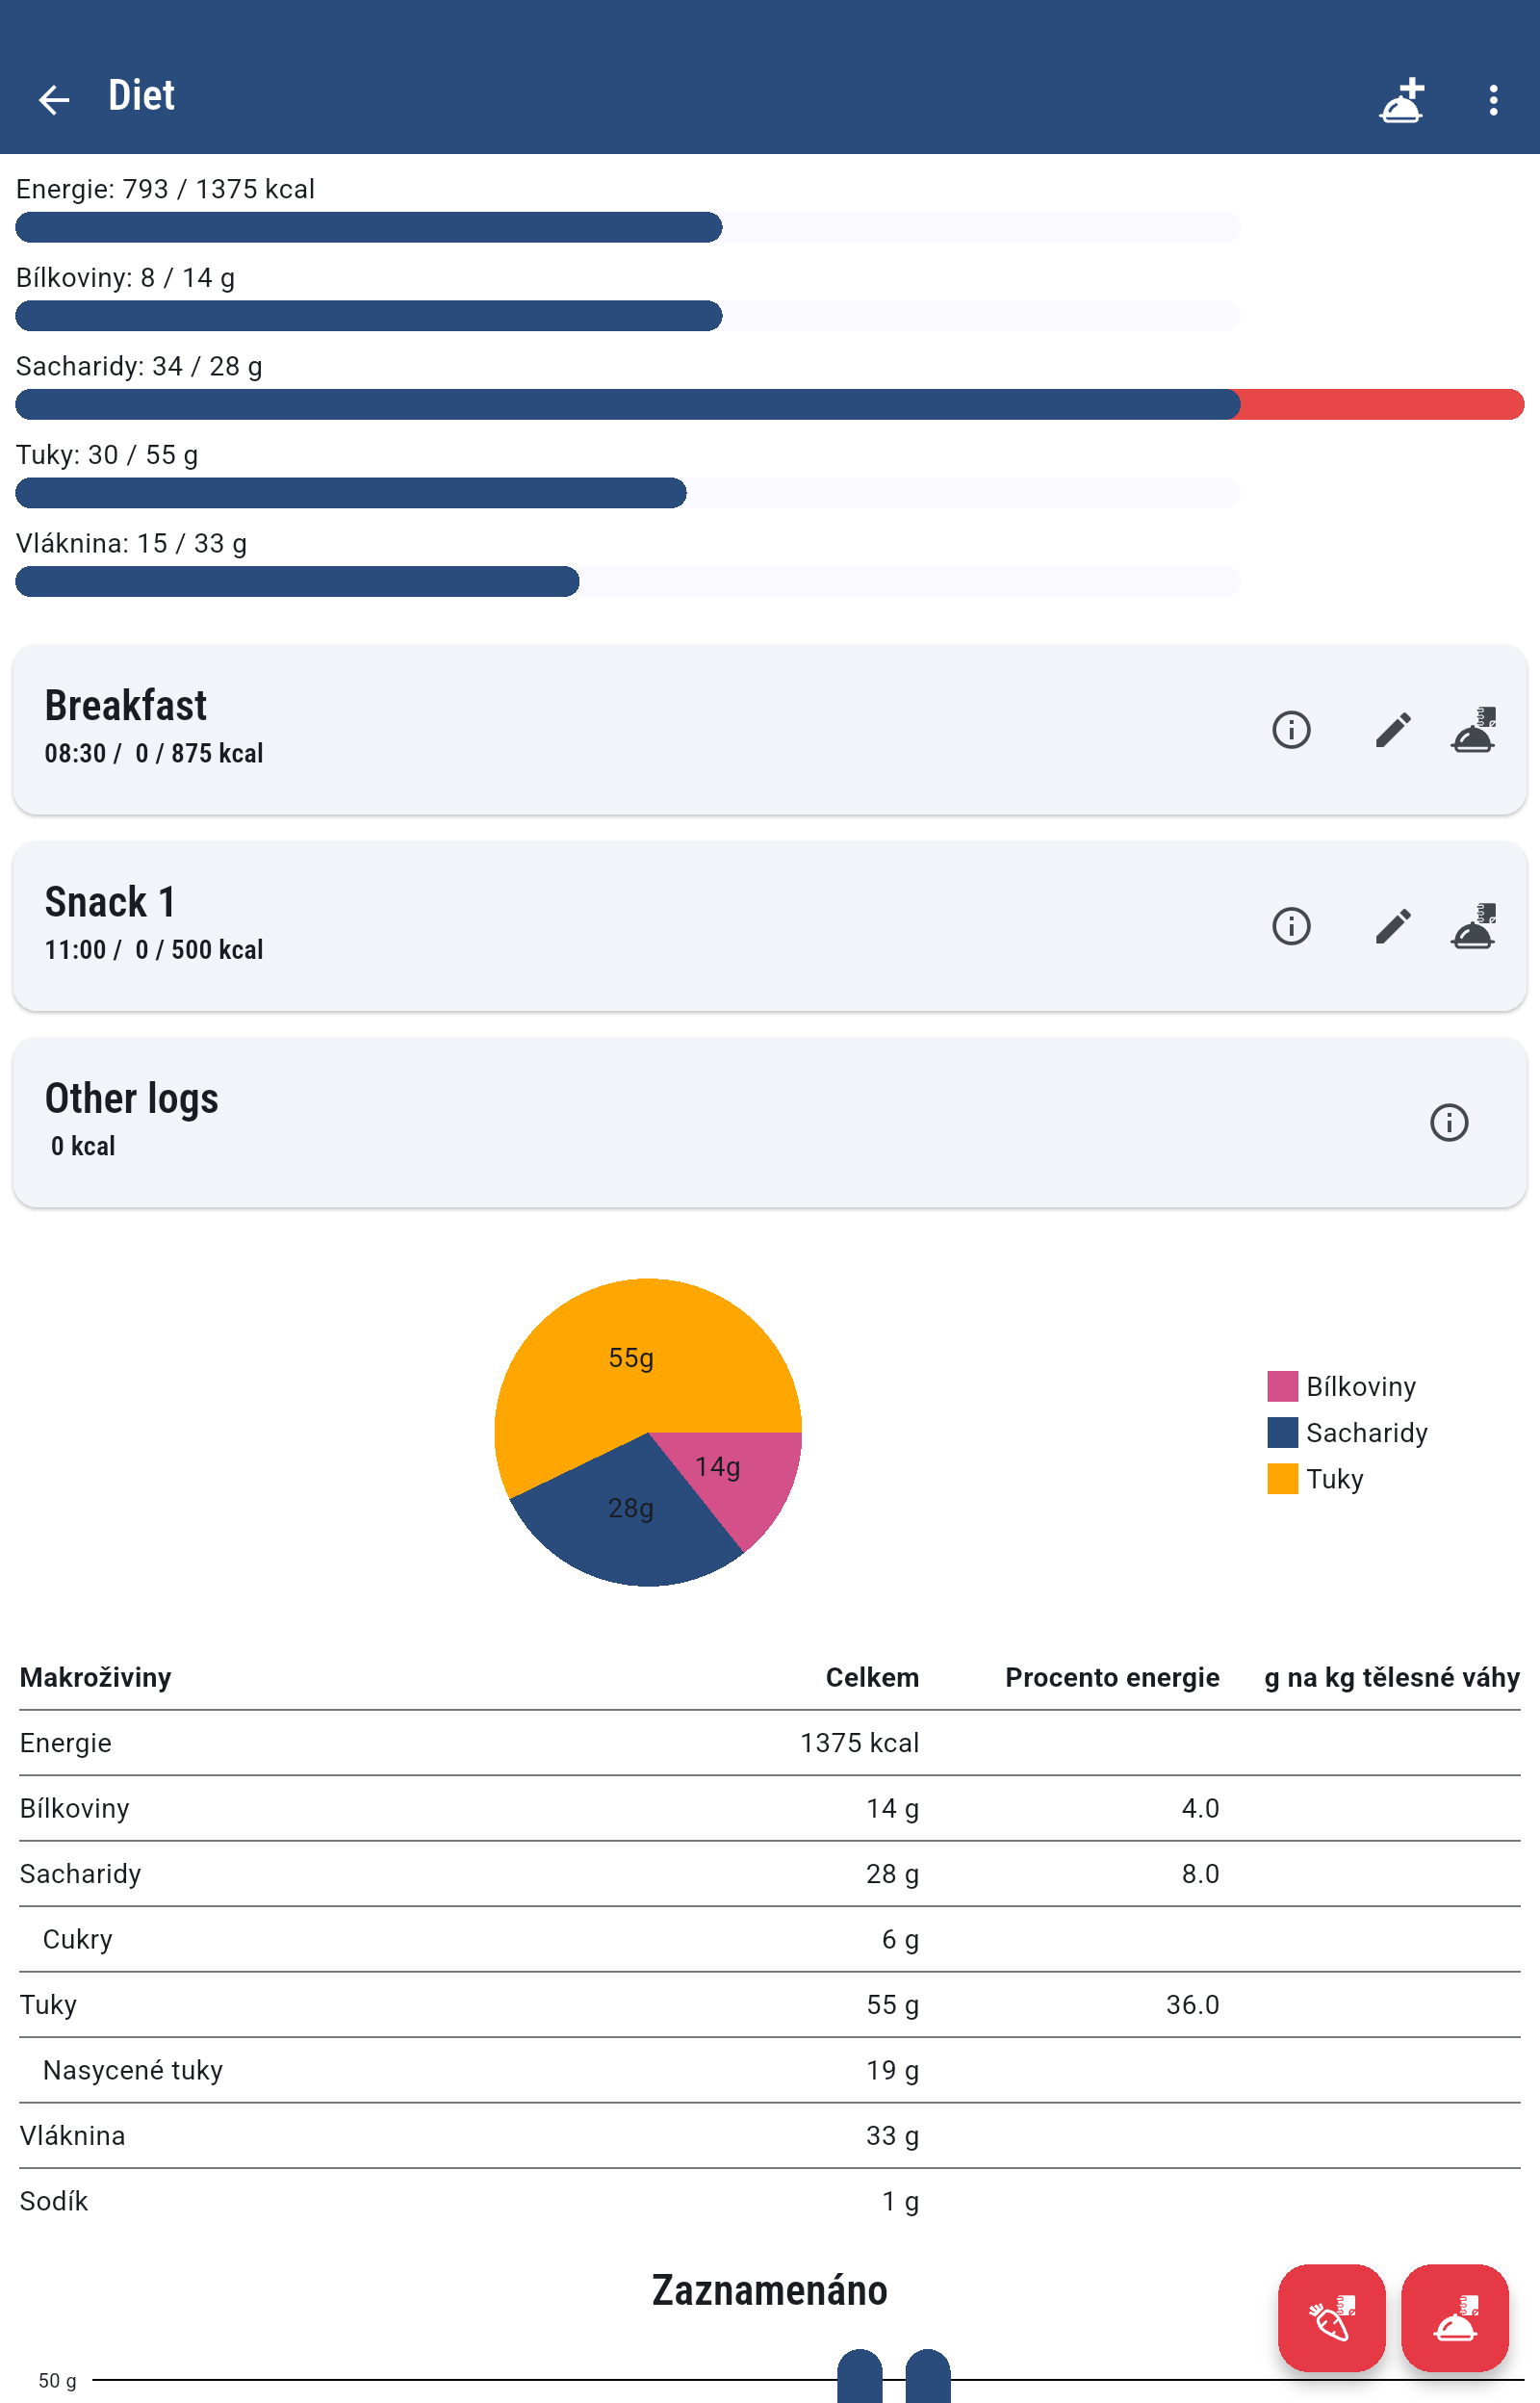 Diet
Energie: 793 / 1375 kcal
Bílkoviny: 8 / 14 g
Sacharidy: 34 / 28 g
Tuky: 30 / 55 g
Vláknina: 15 / 33 g
Breakfast
08:30 / 0 / 875 kcal
Snack 1
11:00 / 0 / 500 kcal
Other logs
0 kcal
55g
14g
28g
Bílkoviny
Sacharidy
Tuky
Makroživiny Celkem Procento energie g na kg tělesné váhy
Energie 1375 kcal
Bílkoviny 14 g 4.0
Sacharidy 28 g 8.0
Cukry 6 g
Tuky 55 g 36.0
Nasycené tuky 19 g
Vláknina 33 g
Sodík 1 g
Zaznamenáno
50 g